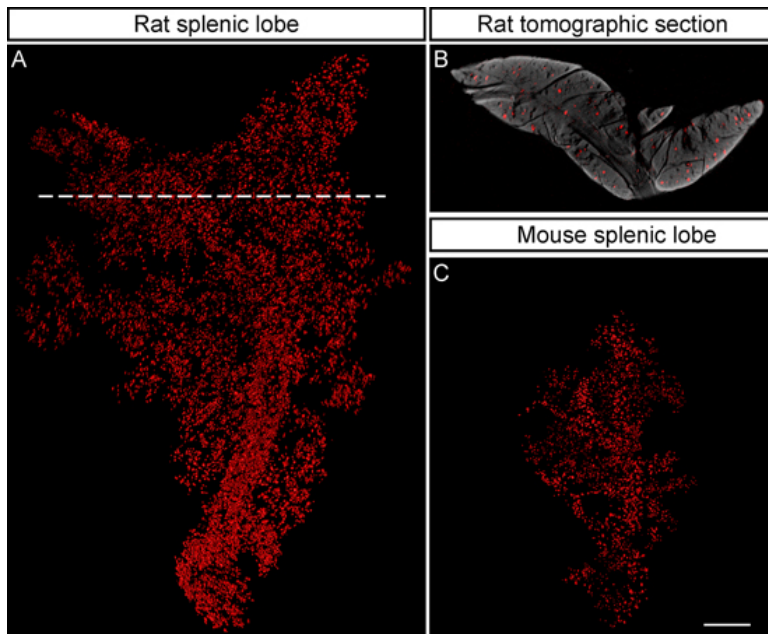 Rat splenic lobe
A
Rat tomographic section
B
Mouse splenic lobe
C